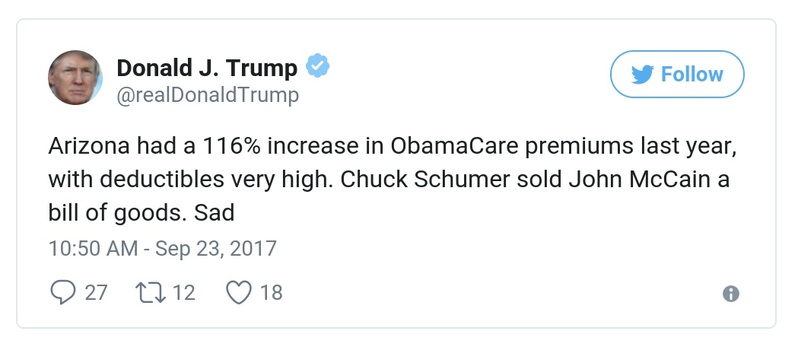 Donald J. Trump
Follow
@realDonaldTrump
Arizona had a 116% increase in ObamaCare premiums last year,
with deductibles very high. Chuck Schumer sold John McCain a
bill of goods. Sad
10:50 AM - Sep 23, 2017
27 12 18